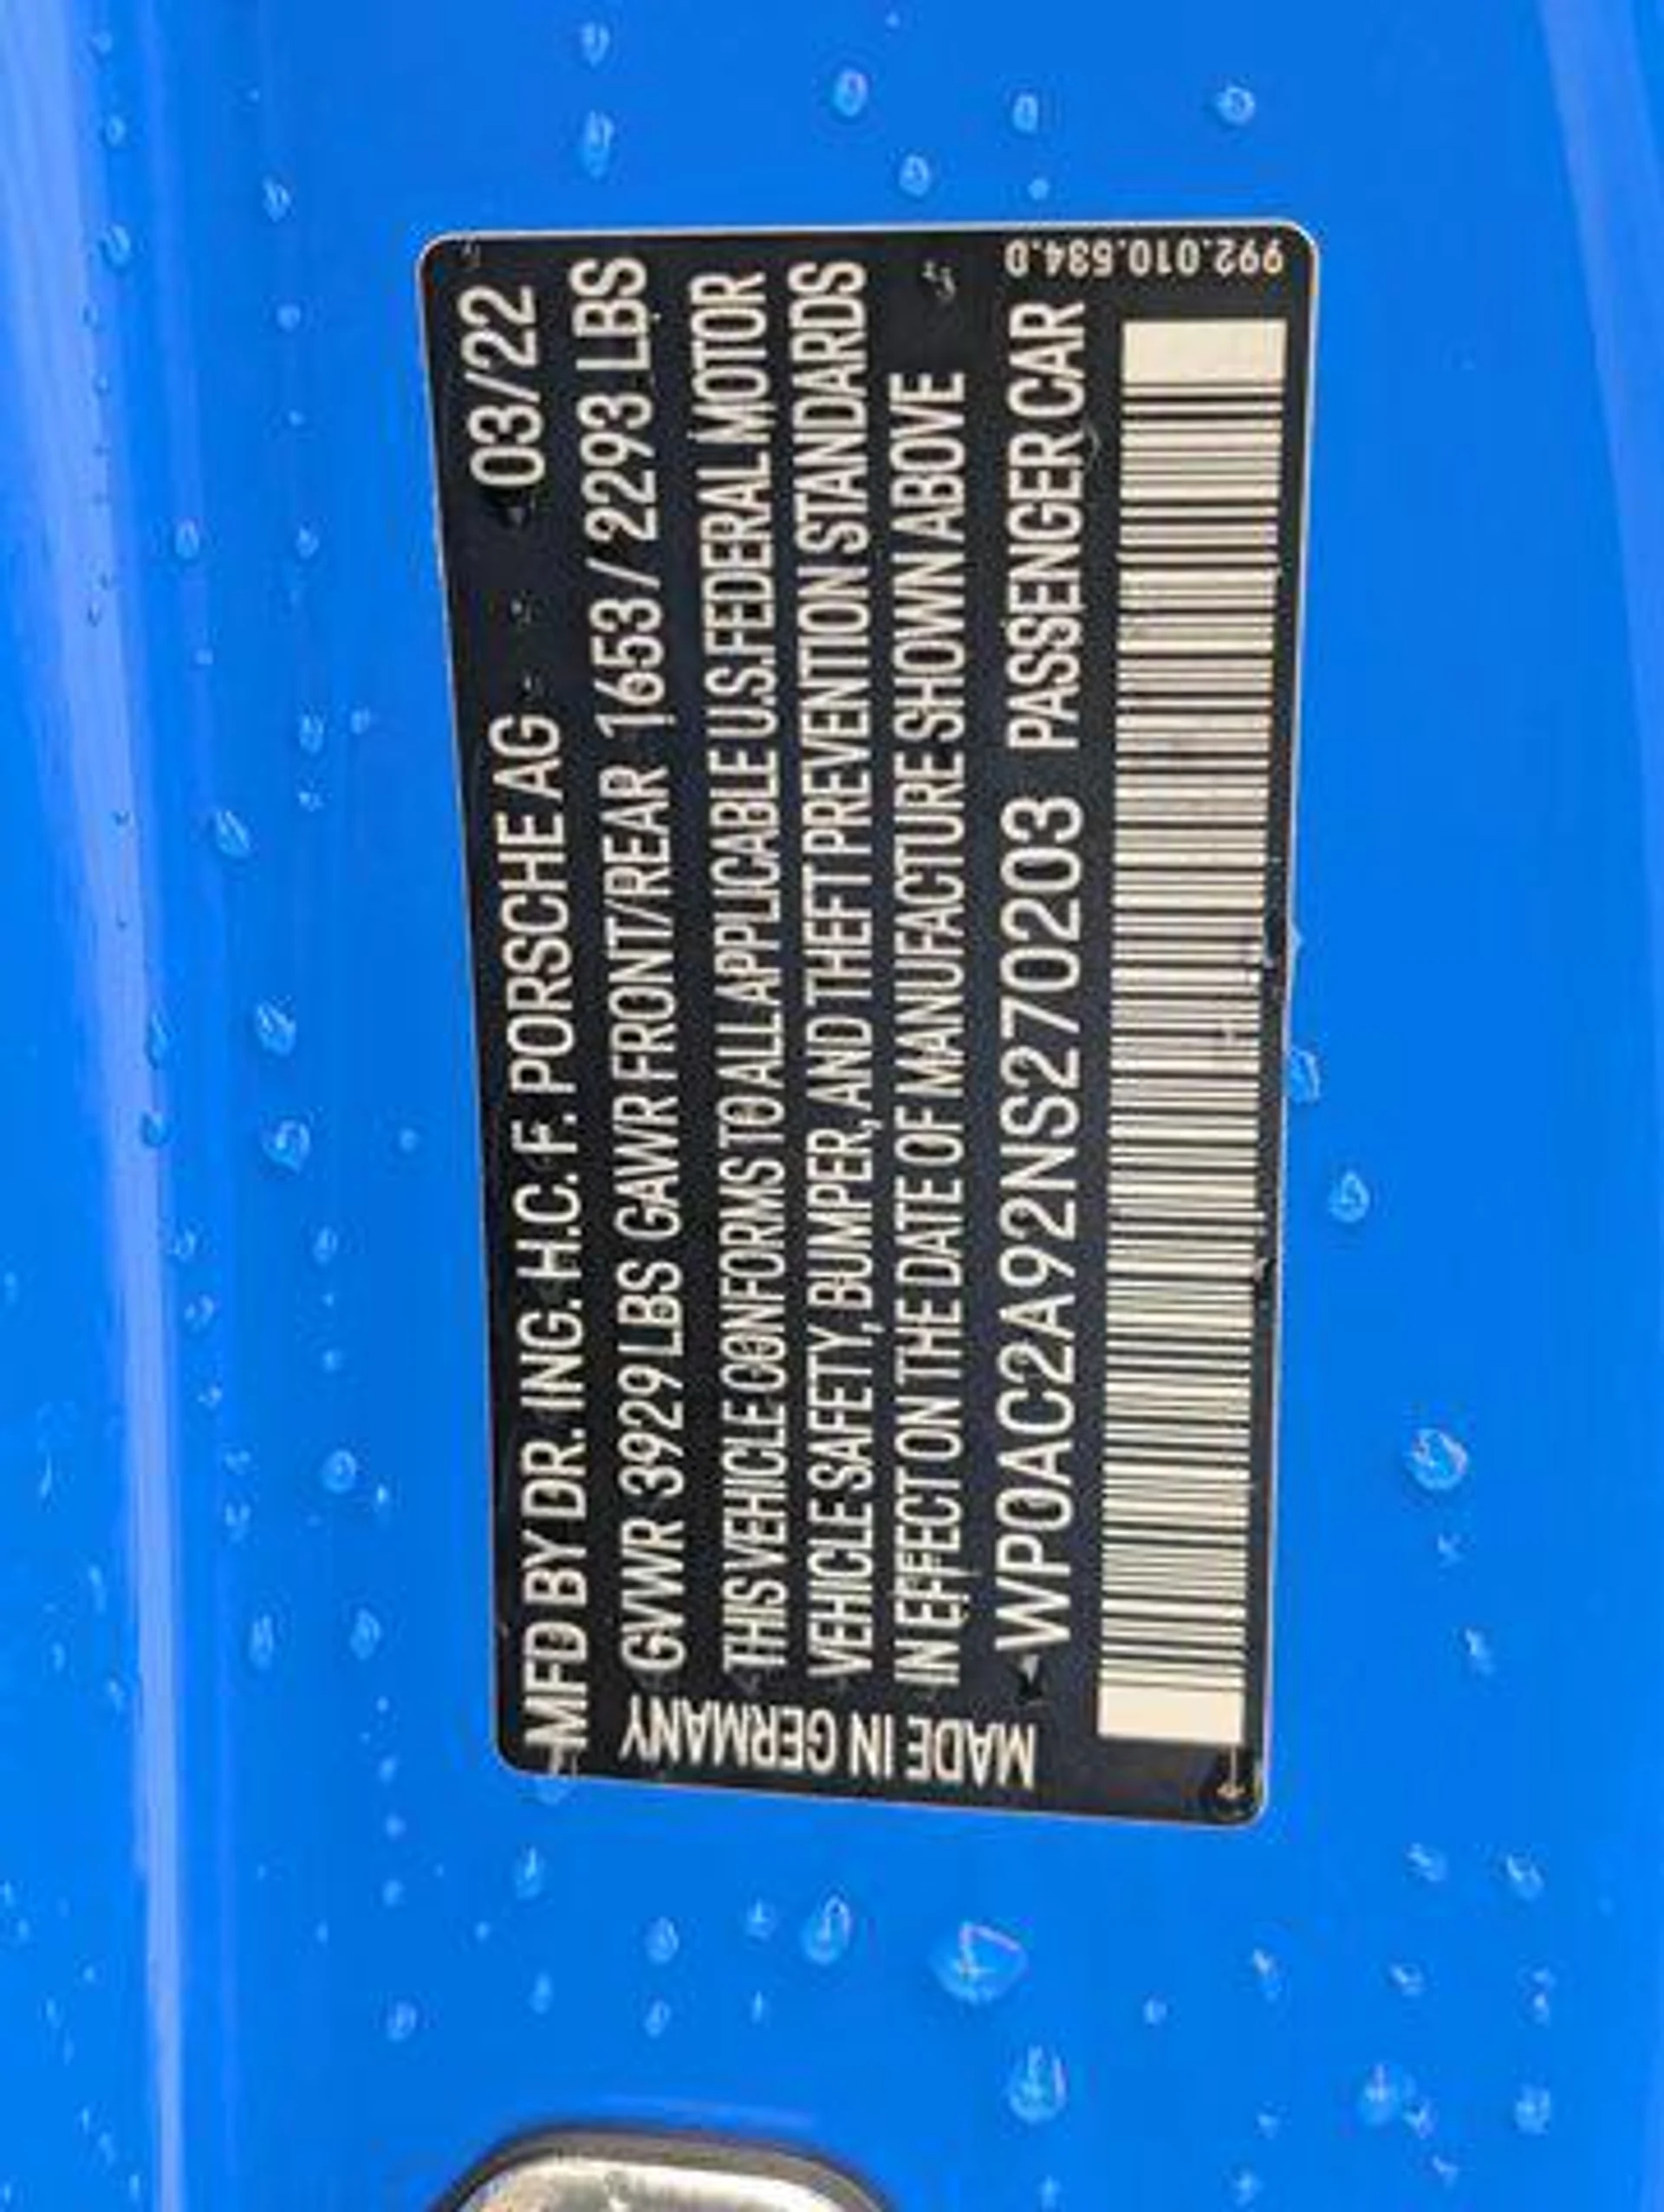 MFD BY DR. ING. H.C. F. PORSCHE AG 03/22
GVWR 3929 LBS GAWR FRONT/REAR 1653 / 2293 LBS
THIS VEHICLE CONFORMS TO ALL APPLICABLE U.S. FEDERAL MOTOR
VEHICLE SAFETY, BUMPER, AND THEFT PREVENTION STANDARDS
IN EFFECT ON THE DATE OF MANUFACTURE SHOWN ABOVE
WP0AC2A92NS270203 PASSENGER CAR
MADE IN GERMANY
992.010.534.0